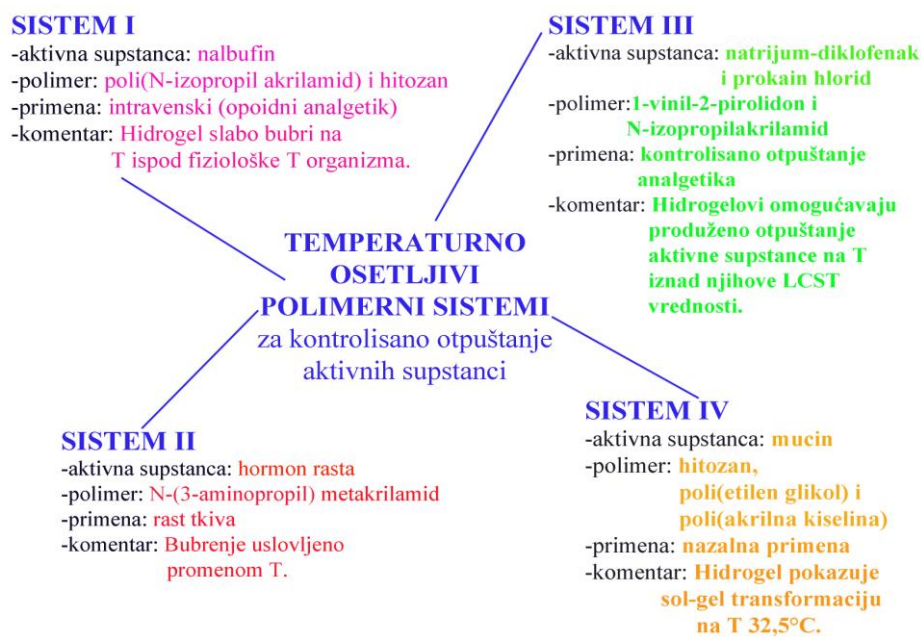 SISTEM I
-aktivna supstanca: nalbufin
-polimer: poli(N-izopropil akrilamid) i hitozan
-primena: intravenski (opoidni analgetik)
-komentar: Hidrogel slabo bubri na
T ispod fiziološke T organizma.
SISTEM III
-aktivna supstanca: natrijum-diklofenak
i prokain hlorid
-polimer:1-vinil-2-pirolidon i
N-izopropilakrilamid
-primena: kontrolisano otpuštanje
analgetika
-komentar: Hidrogelovi omogućavaju
produženo otpuštanje
aktivne supstance na T
iznad njihove LCST
vrednosti.
TEMPERATURNO
OSETLJIVI
POLIMERNI SISTEMI
za kontrolisano otpuštanje
aktivnih supstanci
SISTEM II
-aktivna supstanca: hormon rasta
-polimer: N-(3-aminopropil) metakrilamid
-primena: rast tkiva
-komentar: Bubrenje uslovljeno
promenom T.
SISTEM IV
-aktivna supstanca: mucin
-polimer: hitozan,
poli(etilen glikol) i
poli(akrilna kiselina)
-primena: nazalna primena
-komentar: Hidrogel pokazuje
sol-gel transformaciju
na T 32,5°C.